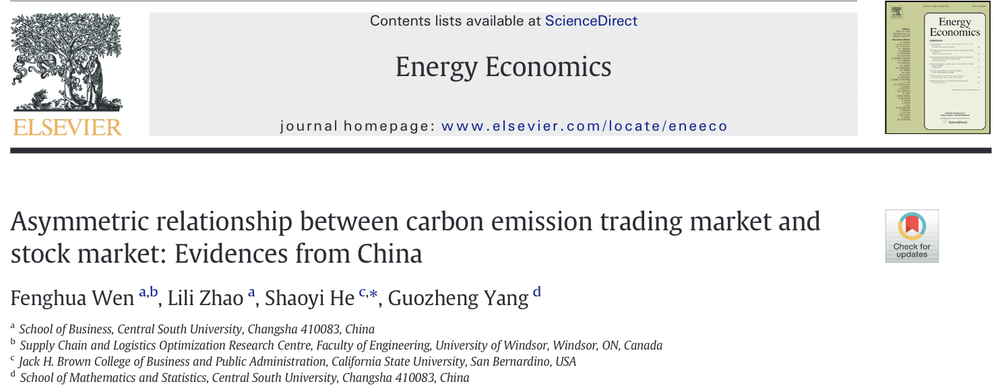 Contents lists available at ScienceDirect
Energy Economics
journal homepage: www.elsevier.com/locate/eneeco
NON SOLUS
ELSEVIER
Energy
Economics
CONTENTS
ScienceDirect
Asymmetric relationship between carbon emission trading market and
stock market: Evidences from China
Check for
updates
Fenghua Wen a,b, Lili Zhao a, Shaoyi He c,*, Guozheng Yang d
a School of Business, Central South University, Changsha 410083, China
b Supply Chain and Logistics Optimization Research Centre, Faculty of Engineering, University of Windsor, Windsor, ON, Canada
c Jack H. Brown College of Business and Public Administration, California State University, San Bernardino, USA
d School of Mathematics and Statistics, Central South University, Changsha 410083, China